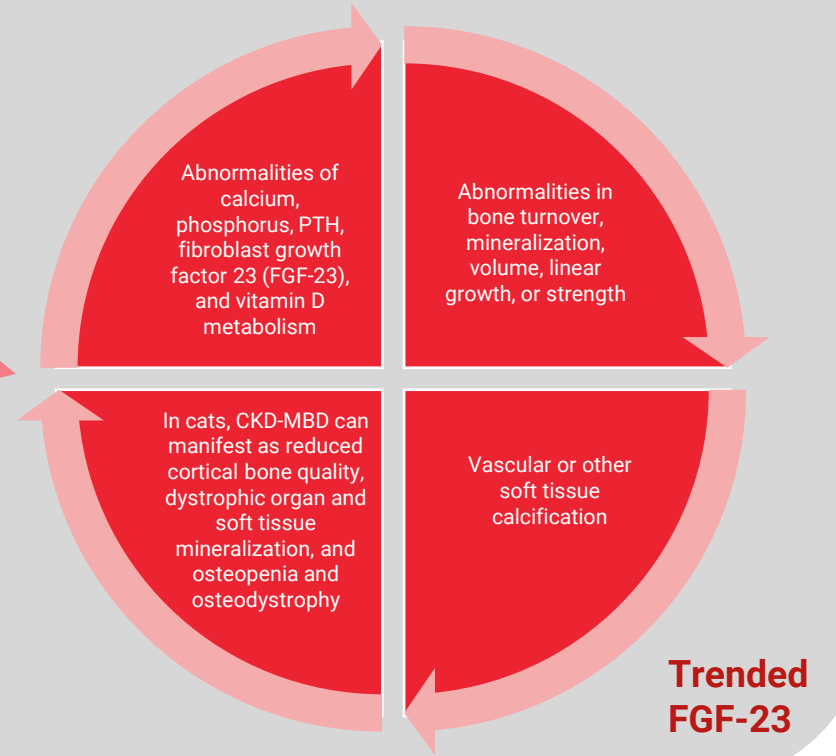 Abnormalities of
calcium,
phosphorus, PTH,
fibroblast growth
factor 23 (FGF-23),
and vitamin D
metabolism
Abnormalities in
bone turnover,
mineralization,
volume, linear
growth, or strength
In cats, CKD-MBD can
manifest as reduced
cortical bone quality,
dystrophic organ and
soft tissue
mineralization, and
osteopenia and
osteodystrophy
Vascular or other
soft tissue
calcification
Trended
FGF-23